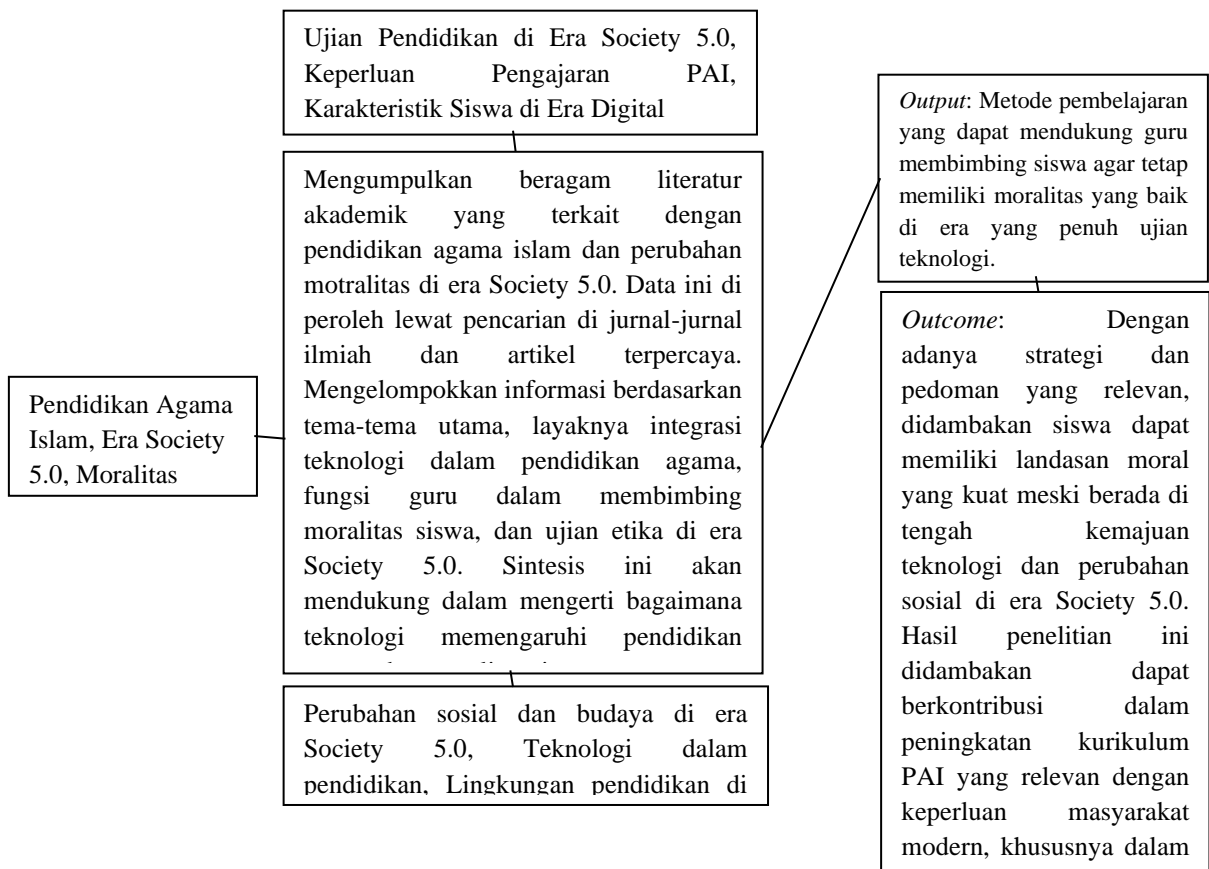 Ujian Pendidikan di Era Society 5.0,
Keperluan Pengajaran PAI,
Karakteristik Siswa di Era Digital
Mengumpulkan beragam literatur
akademik yang terkait dengan
pendidikan agama islam dan perubahan
motralitas di era Society 5.0. Data ini di
peroleh lewat pencarian di jurnal-jurnal
ilmiah dan artikel terpercaya.
Mengelompokkan informasi berdasarkan
tema-tema utama, layaknya integrasi
teknologi dalam pendidikan agama,
fungsi guru dalam membimbing
moralitas siswa, dan ujian etika di era
Society 5.0. Sintesis ini akan
mendukung dalam mengerti bagaimana
teknologi memengaruhi pendidikan
Pendidikan Agama
Islam, Era Society
5.0, Moralitas
Perubahan sosial dan budaya di era
Society 5.0, Teknologi dalam
pendidikan, Lingkungan pendidikan di
Output: Metode pembelajaran
yang dapat mendukung guru
membimbing siswa agar tetap
memiliki moralitas yang baik
di era yang penuh ujian
teknologi.
Outcome: Dengan
adanya strategi dan
pedoman yang relevan,
didambakan siswa dapat
memiliki landasan moral
yang kuat meski berada di
tengah kemajuan
teknologi dan perubahan
sosial di era Society 5.0.
Hasil penelitian ini
didambakan dapat
berkontribusi dalam
peningkatan kurikulum
PAI yang relevan dengan
keperluan masyarakat
modern, khususnya dalam